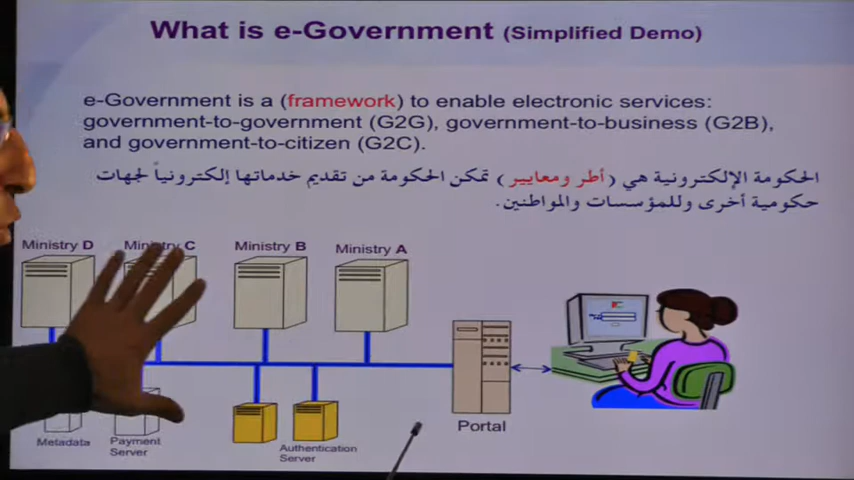 What is e-Government (Simplified Demo)
e-Government is a (framework) to enable electronic services:
government-to-government (G2G), government-to-business (G2B),
and government-to-citizen (G2C).
الحكومة الإلكترونية هي (أطر ومعايير) تمكن الحكومة من تقديم خدماتها إلكترونياً لجهات
حكومية أخرى وللمؤسسات والمواطنين.
Ministry D
Ministry C
Ministry B
Ministry A
Portal
Metadata
Payment
Server
Authentication
Server